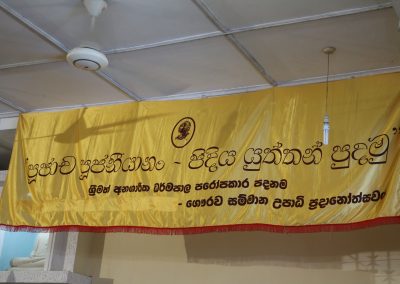 "පූජාච පූජනීයානං - පිදිය යුත්තන් පුදමු"
ශ්‍රීමත් අනගාරික ධර්මපාල පරෝපකාර පදනම
- ගෞරව සම්මාන උපාධි ප්‍රදානෝත්සවය